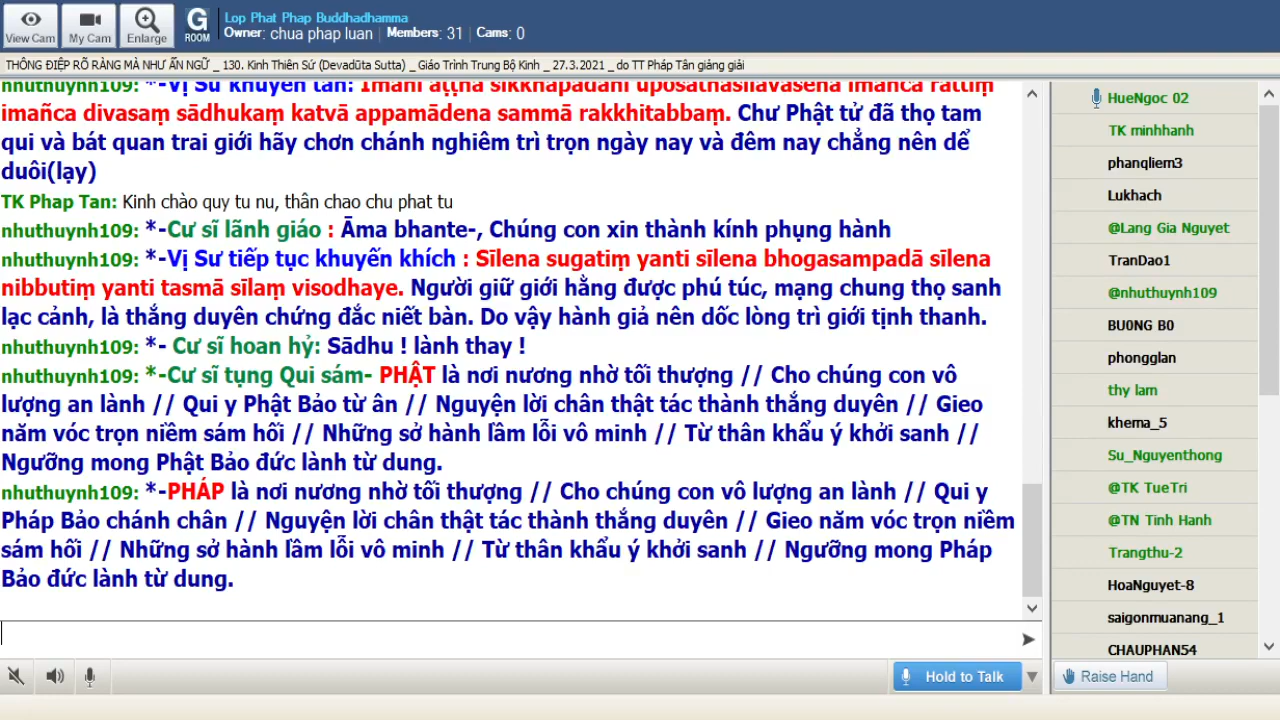 View Cam
My Cam
Enlarge
G
ROOM
Lop Phat Phap Buddhadhamma
Owner: chua phap luan | Members: 31 | Cams: 0
THÔNG ĐIỆP RÕ RÀNG MÀ NHƯ ẨN NGỮ _ 130. Kinh Thiên Sứ (Devadūta Sutta) _ Giáo Trình Trung Bộ Kinh _ 27.3.2021 _ do TT Pháp Tân giảng giải
nhuthuynh109: *-Vị Sư khuyến tấn: Imāni aṭṭha sikkhāpadāni uposathasīlavasena imañca rattiṃ
imañca divasaṃ sādhukaṃ katvā appamādena sammā rakkhitabbaṃ. Chư Phật tử đã thọ tam
qui và bát quan trai giới hãy chơn chánh nghiêm trì trọn ngày nay và đêm nay chẳng nên dể
duôi(lạy)
TK Phap Tan: Kinh chào quy tu nu, thân chao chu phat tu
nhuthuynh109: *-Cư sĩ lãnh giáo : Āma bhante-, Chúng con xin thành kính phụng hành
nhuthuynh109: *-Vị Sư tiếp tục khuyến khích : Sīlena sugatiṃ yanti sīlena bhogasampadā sīlena
nibbutiṃ yanti tasmā sīlaṃ visodhaye. Người giữ giới hằng được phú túc, mạng chung thọ sanh
lạc cảnh, là thắng duyên chứng đắc niết bàn. Do vậy hành giả nên dốc lòng trì giới tịnh thanh.
nhuthuynh109: *- Cư sĩ hoan hỷ: Sādhu ! lành thay !
nhuthuynh109: *-Cư sĩ tụng Qui sám- PHẬT là nơi nương nhờ tối thượng // Cho chúng con vô
lượng an lành // Qui y Phật Bảo từ ân // Nguyện lời chân thật tác thành thắng duyên // Gieo
năm vóc trọn niềm sám hối // Những sở hành lầm lỗi vô minh // Từ thân khẩu ý khởi sanh //
Ngưỡng mong Phật Bảo đức lành từ dung.
nhuthuynh109: *-PHÁP là nơi nương nhờ tối thượng // Cho chúng con vô lượng an lành // Qui y
Pháp Bảo chánh chân // Nguyện lời chân thật tác thành thắng duyên // Gieo năm vóc trọn niềm
sám hối // Những sở hành lầm lỗi vô minh // Từ thân khẩu ý khởi sanh // Ngưỡng mong Pháp
Bảo đức lành từ dung.
HueNgoc 02
TK minhhanh
phanqliem3
Lukhach
@Lang Gia Nguyet
TranDao1
@nhuthuynh109
BU0NG B0
phongglan
thy lam
khema_5
Su_Nguyenthong
@TK TueTri
@TN Tinh Hanh
Trangthu-2
HoaNguyet-8
saigonmuanang_1
CHAUPHAN54
Hold to Talk
Raise Hand